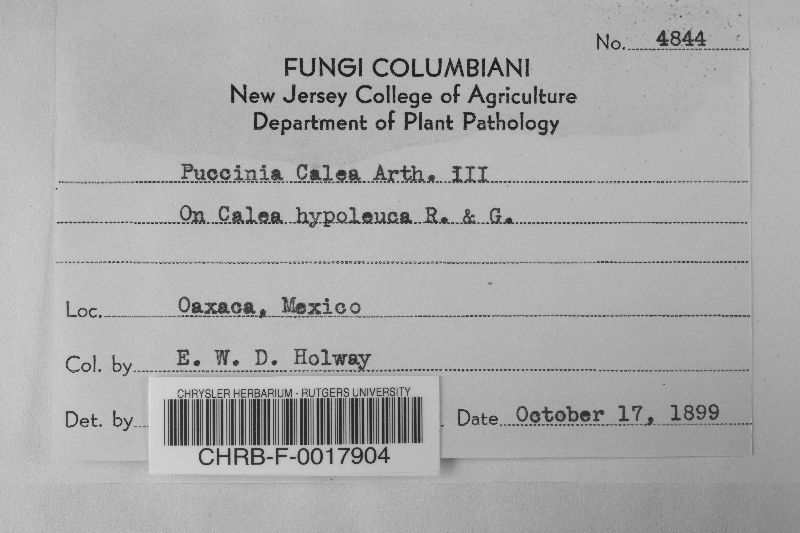 No. 4844
FUNGI COLUMBIANI
New Jersey College of Agriculture
Department of Plant Pathology
Puccinia Calea Arth. III
On Calea hypoleuca R. & G.
Loc. Oaxaca, Mexico
Col. by E. W. D. Holway
Det. by
Date October 17, 1899
CHRYSLER HERBARIUM - RUTGERS UNIVERSITY
CHRB-F-0017904